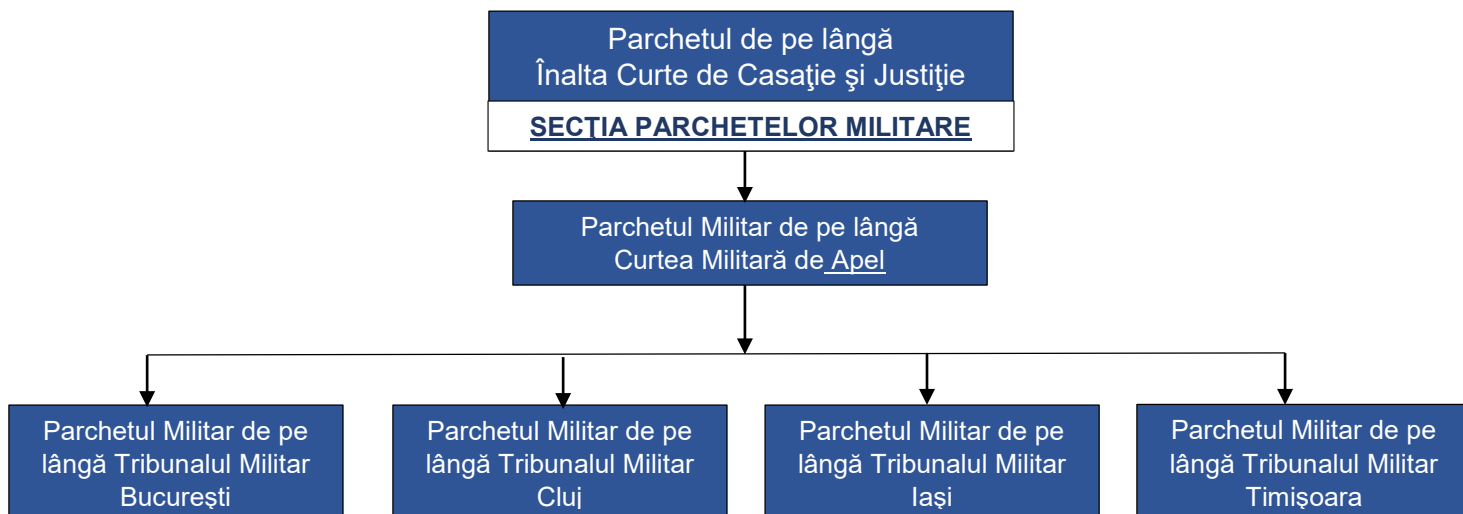 Parchetul de pe lângă
Înalta Curte de Casaţie şi Justiţie
SECŢIA PARCHETELOR MILITARE
Parchetul Militar de pe lângă
Curtea Militară de Apel
Parchetul Militar de pe
lângă Tribunalul Militar
Bucureşti
Parchetul Militar de pe
lângă Tribunalul Militar
Cluj
Parchetul Militar de pe
lângă Tribunalul Militar
Iaşi
Parchetul Militar de pe
lângă Tribunalul Militar
Timişoara